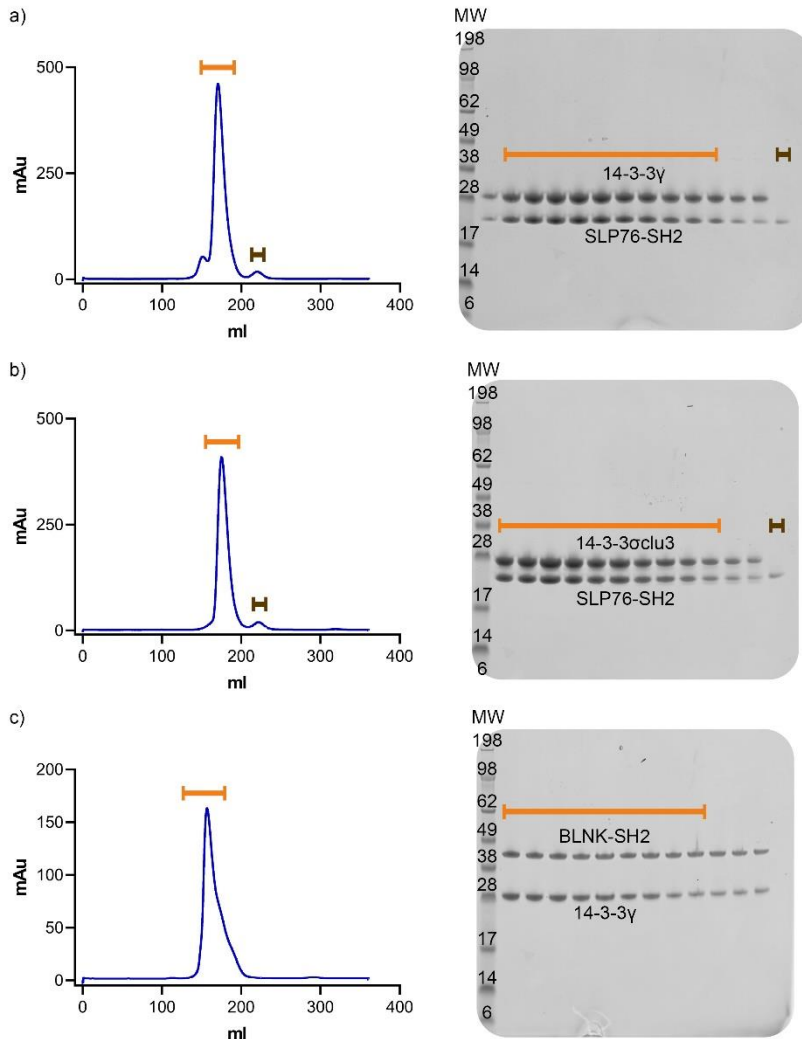 a)
500
250
0
mAu
0 100 200 300 400
ml
MW
198
98
62
49
38
28
17
14
6
14-3-3γ
SLP76-SH2
b)
500
250
0
mAu
0 100 200 300 400
ml
MW
198
98
62
49
38
28
17
14
6
14-3-3σclu3
SLP76-SH2
c)
200
150
100
50
0
mAu
0 100 200 300 400
ml
MW
198
98
62
49
38
28
17
14
6
BLNK-SH2
14-3-3γ